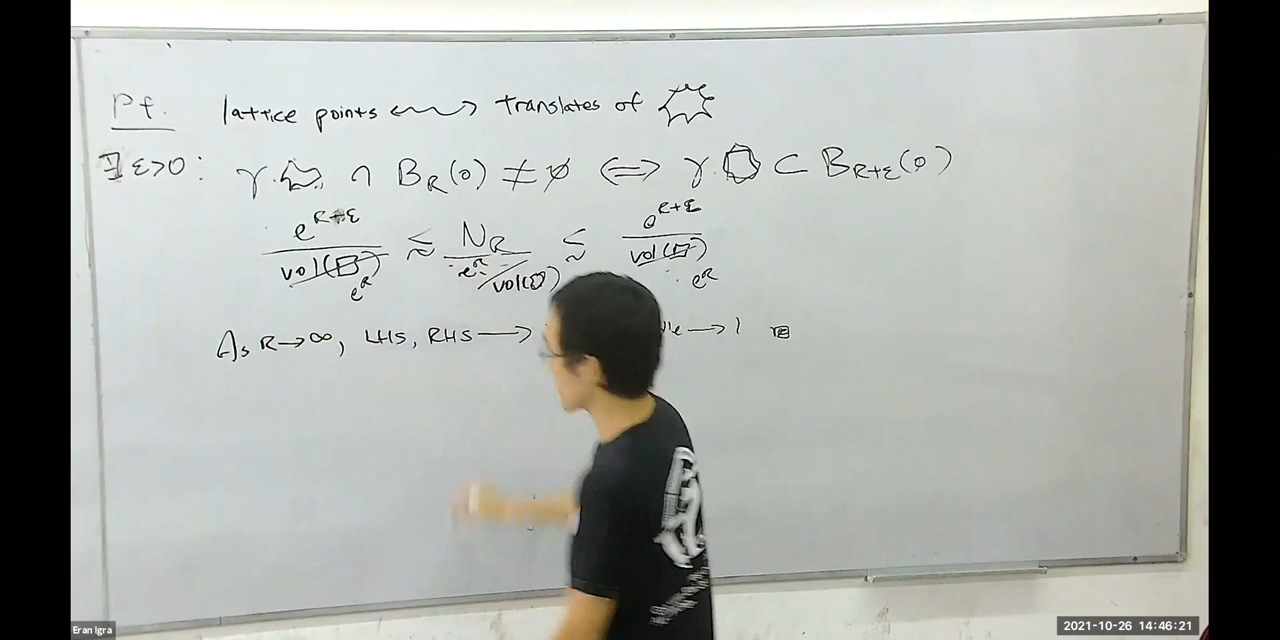 Pf. lattice points ⟷ translates of
∃ ε>0: γ. ∩ B_R(0) ≠ ∅ ⟺ γ. ⊂ B_{R+ε}(0)
e^{R+ε} / vol( ) e^R ≲ N_R / e^R / vol( ) ≲ e^{R+ε} / vol( ) e^R
As R→∞, LHS, RHS ⟶ → 1
Eran Igra
2021-10-26 14:46:21